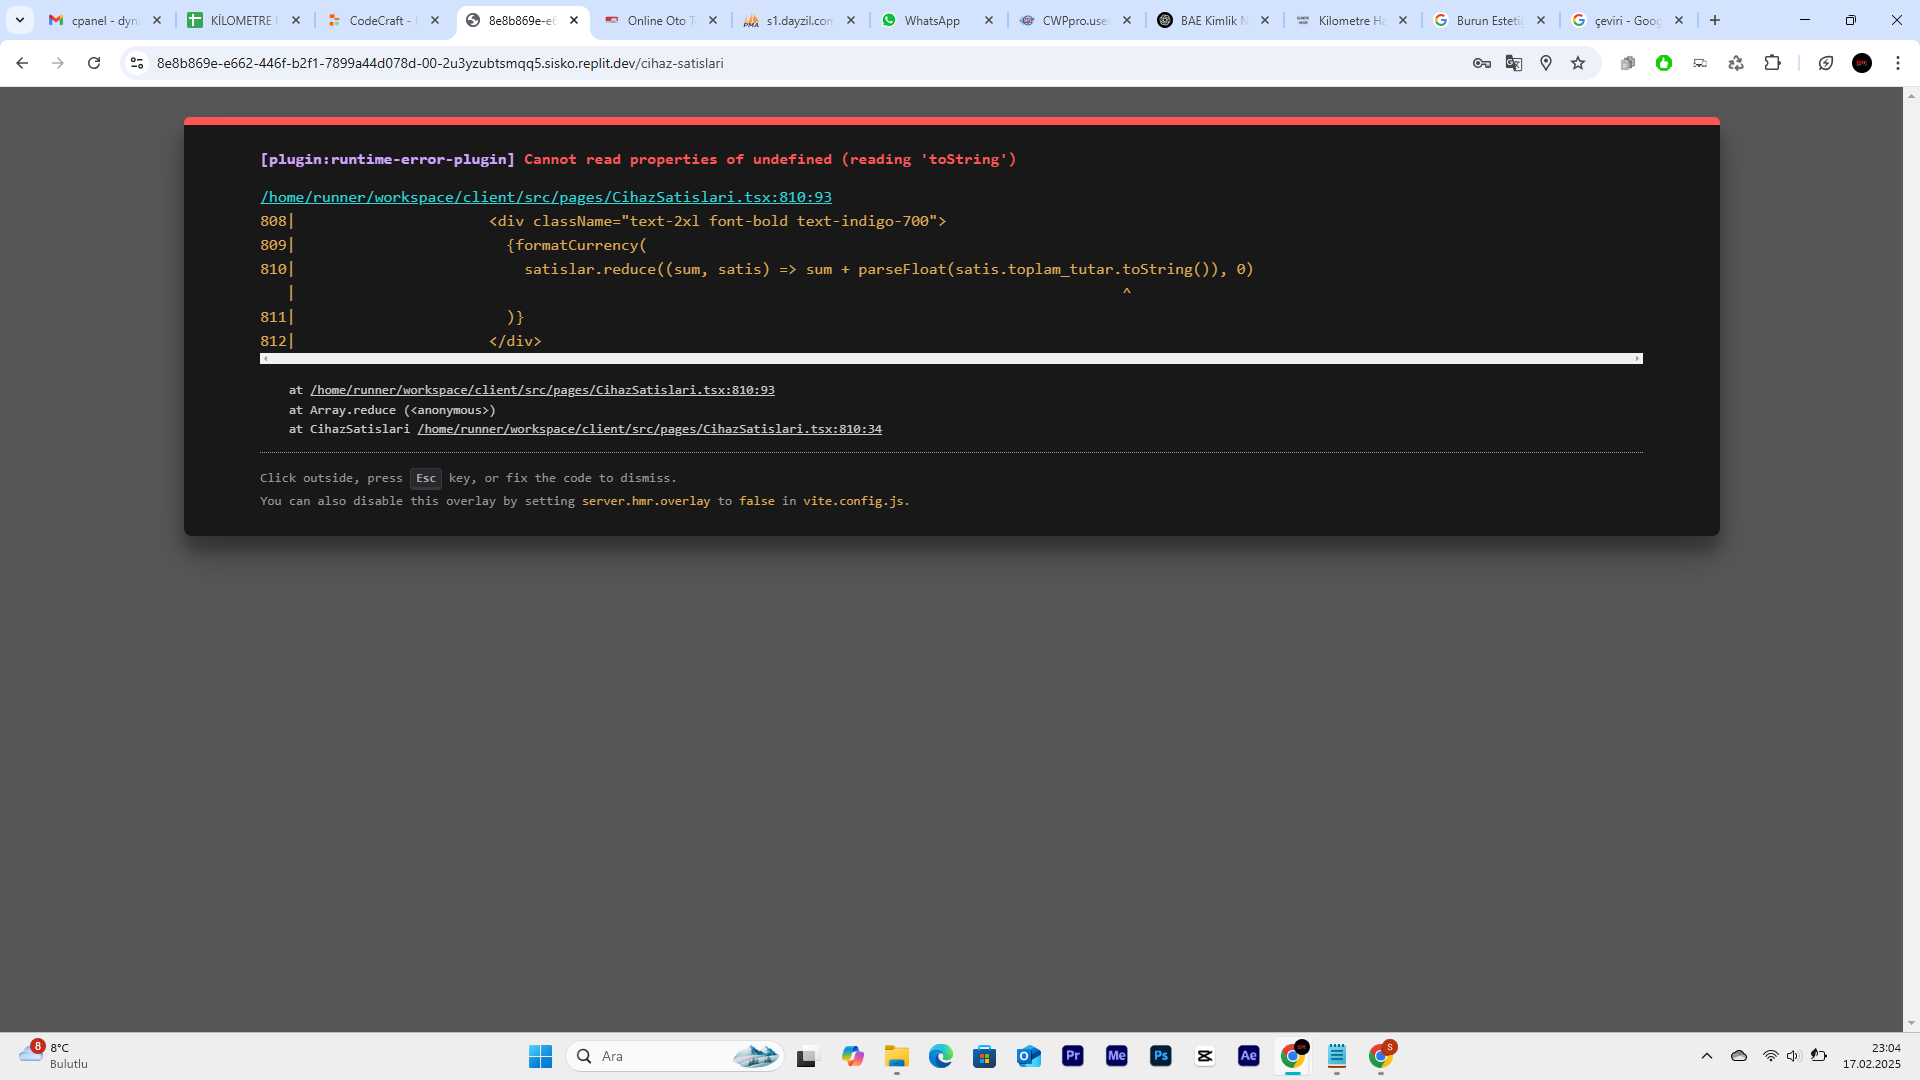 cpanel - dyn
KİLOMETRE
CodeCraft -
8e8b869e-e6
Online Oto T
s1.dayzil.com
WhatsApp
CWPpro.use
BAE Kimlik N
Kilometre Ha
Burun Esteti
çeviri - Goog
8e8b869e-e662-446f-b2f1-7899a44d078d-00-2u3yzubtsmqq5.sisko.replit.dev/cihaz-satislari
[plugin:runtime-error-plugin] Cannot read properties of undefined (reading 'toString')
/home/runner/workspace/client/src/pages/CihazSatislari.tsx:810:93
808|                      <div className="text-2xl font-bold text-indigo-700">
809|                        {formatCurrency(
810|                          satislar.reduce((sum, satis) => sum + parseFloat(satis.toplam_tutar.toString()), 0)
   |                                                                                              ^
811|                        )}
812|                      </div>
at /home/runner/workspace/client/src/pages/CihazSatislari.tsx:810:93
at Array.reduce (<anonymous>)
at CihazSatislari /home/runner/workspace/client/src/pages/CihazSatislari.tsx:810:34
Click outside, press Esc key, or fix the code to dismiss.
You can also disable this overlay by setting server.hmr.overlay to false in vite.config.js.
8
8°C
Bulutlu
Ara
Pr
Me
Ps
Ae
S
23:04
17.02.2025